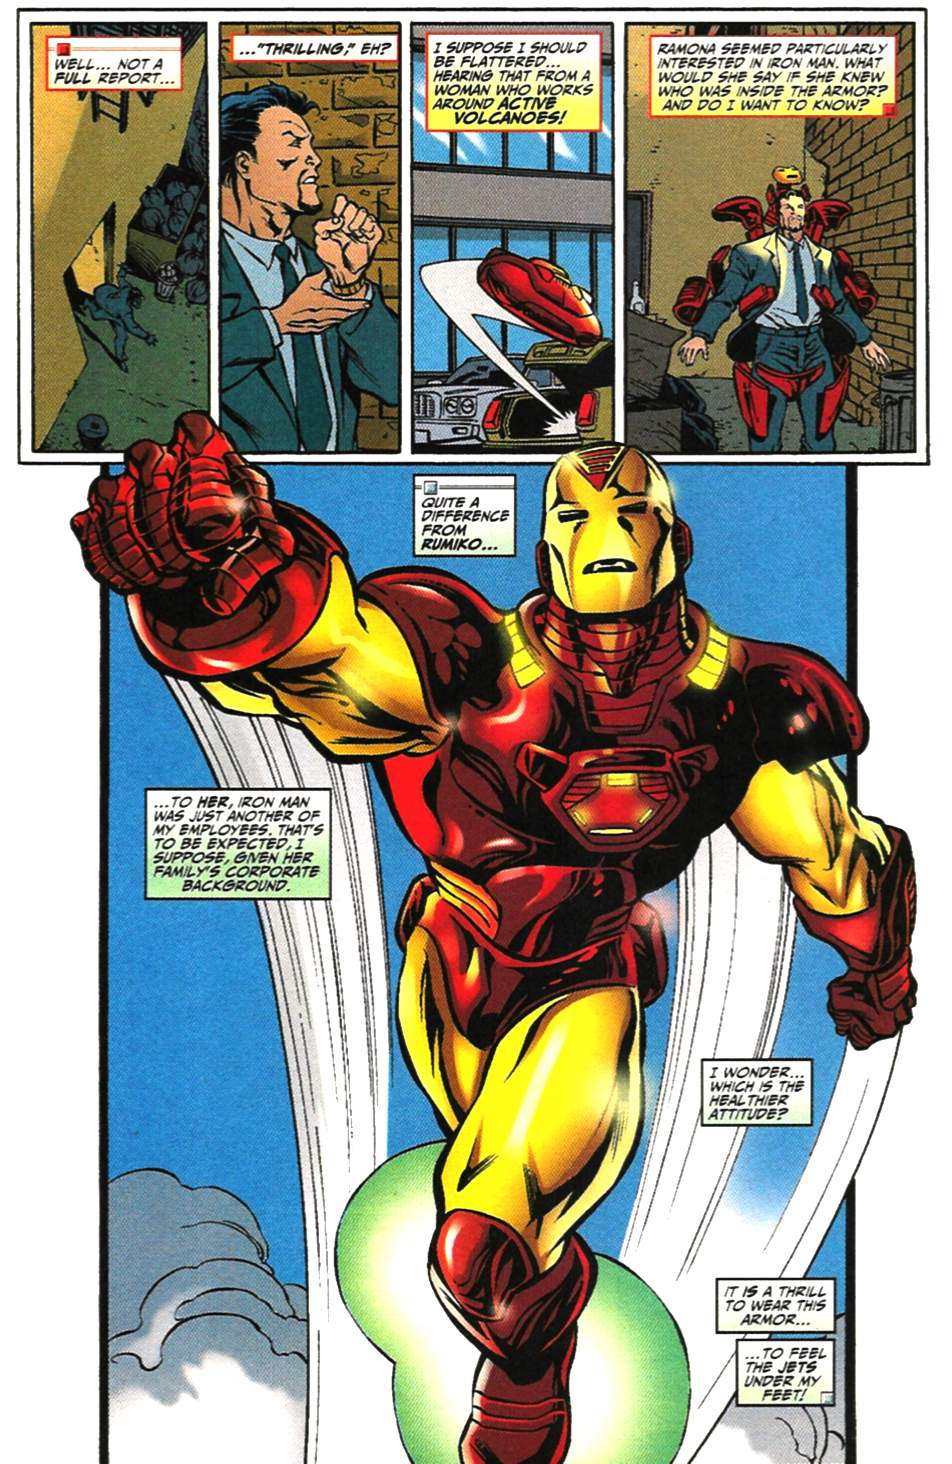 WELL... NOT A
FULL REPORT...
..."THRILLING," EH?
I SUPPOSE I SHOULD
BE FLATTERED...
HEARING THAT FROM A
WOMAN WHO WORKS
AROUND ACTIVE
VOLCANOES!
RAMONA SEEMED PARTICULARLY
INTERESTED IN IRON MAN. WHAT
WOULD SHE SAY IF SHE KNEW
WHO WAS INSIDE THE ARMOR?
AND DO I WANT TO KNOW?
QUITE A
DIFFERENCE
FROM
RUMIKO...
...TO HER, IRON MAN
WAS JUST ANOTHER OF
MY EMPLOYEES. THAT'S
TO BE EXPECTED, I
SUPPOSE, GIVEN HER
FAMILY'S CORPORATE
BACKGROUND.
I WONDER...
WHICH IS THE
HEALTHIER
ATTITUDE?
IT IS A THRILL
TO WEAR THIS
ARMOR...
...TO FEEL
THE JETS
UNDER MY
FEET!